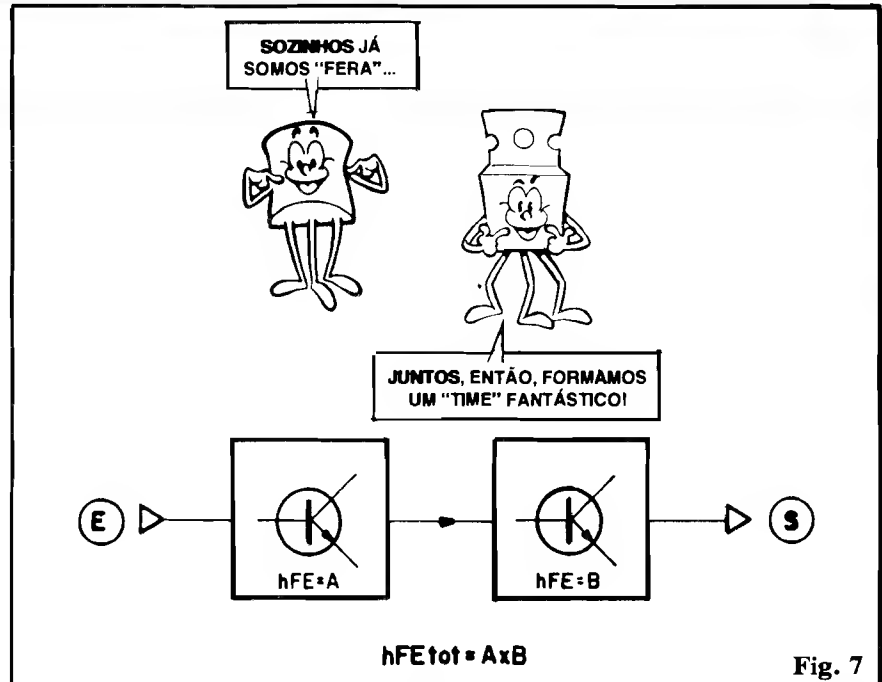 SOZINHOS JÁ
SOMOS "FERA"...
JUNTOS, ENTÃO, FORMAMOS
UM "TIME" FANTÁSTICO!
E
hFE=A
hFE=B
S
hFEtot=AxB
Fig. 7